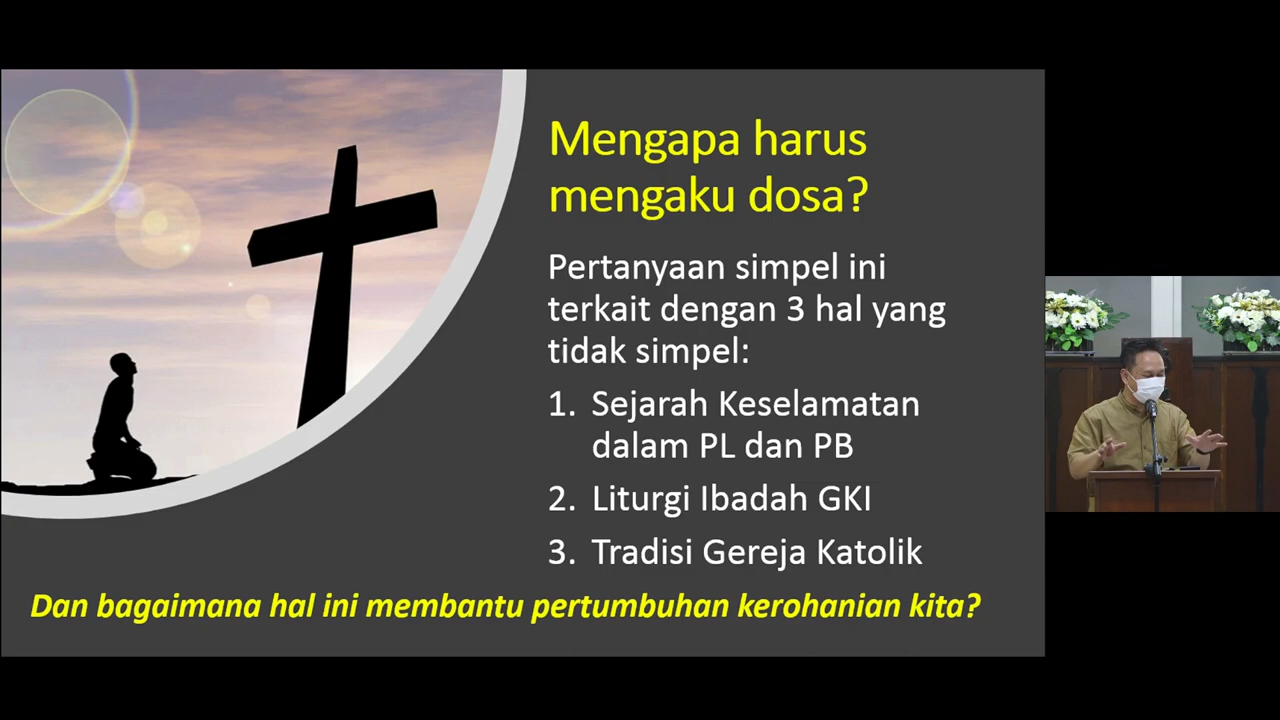 Mengapa harus
mengaku dosa?
Pertanyaan simpel ini
terkait dengan 3 hal yang
tidak simpel:
1. Sejarah Keselamatan
dalam PL dan PB
2. Liturgi Ibadah GKI
3. Tradisi Gereja Katolik
Dan bagaimana hal ini membantu pertumbuhan kerohanian kita?